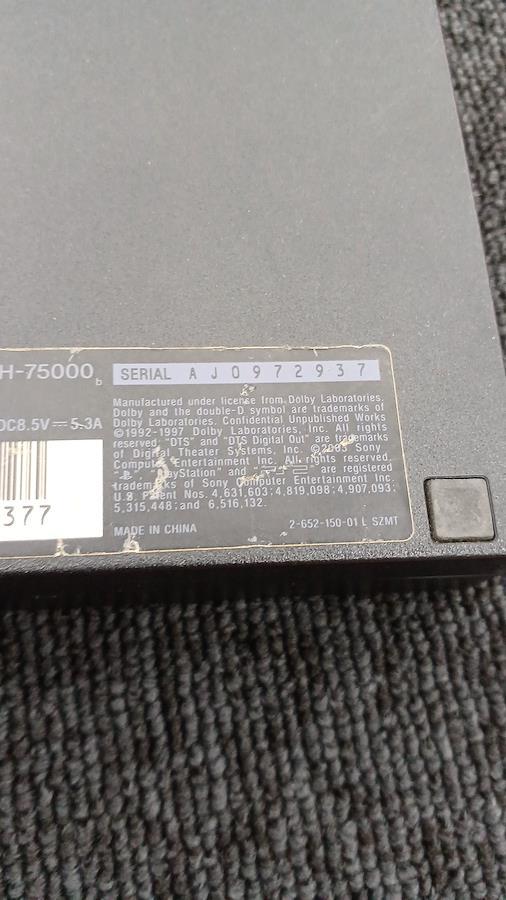 H-75000 b
SERIAL AJ0972937
DC8.5V 5.3A
Manufactured under license from Dolby Laboratories.
Dolby and the double-D symbol are trademarks of
Dolby Laboratories. Confidential Unpublished Works
©1992-1997 Dolby Laboratories, Inc. All rights
reserved. "DTS" and "DTS Digital Out" are trademarks
of Digital Theater Systems, Inc. ©2003 Sony
Computer Entertainment Inc. All rights reserved.
"PlayStation" and are registered
trademarks of Sony Computer Entertainment Inc.
U.S. Patent Nos. 4,631,603; 4,819,098; 4,907,093;
5,315,448; and 6,516,132.
377
MADE IN CHINA
2-652-150-01 L SZMT